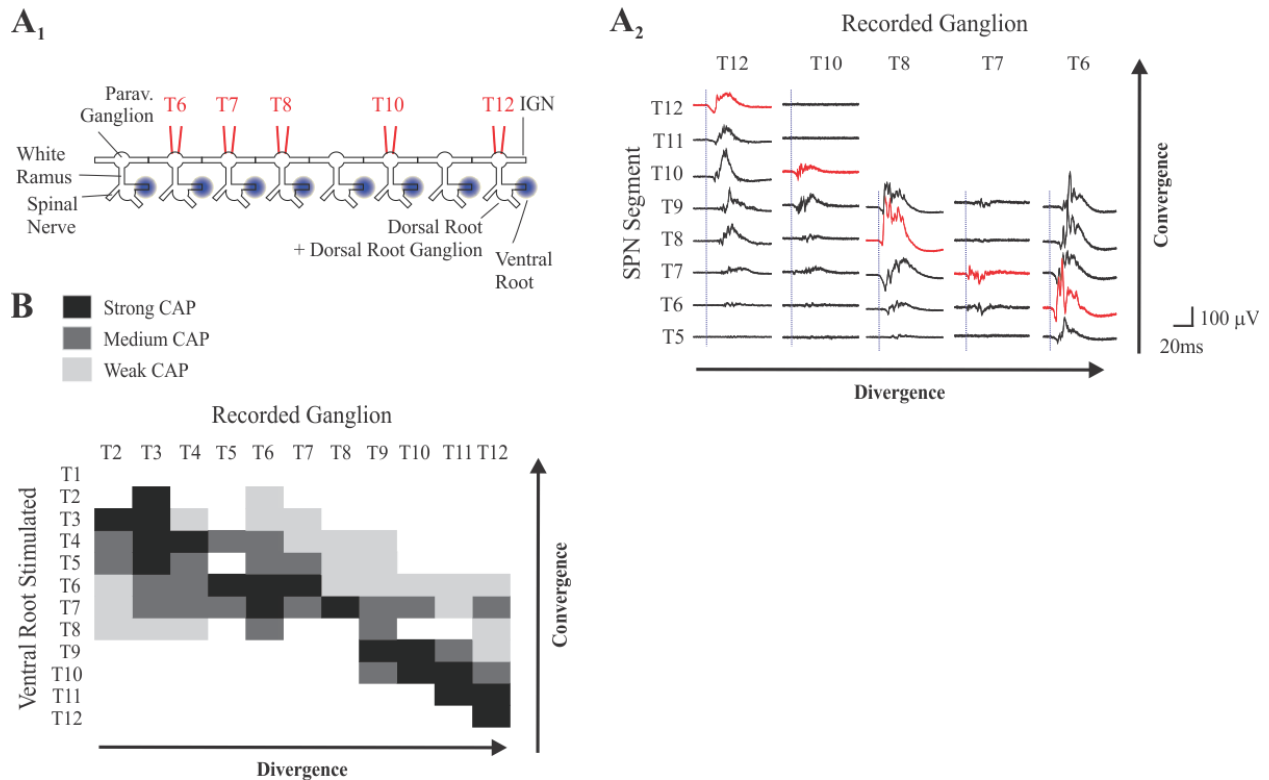 A1
Parav.
Ganglion
T6 T7 T8 T10 T12 IGN
White
Ramus
Spinal
Nerve
Dorsal Root
+ Dorsal Root Ganglion
Ventral
Root
A2
Recorded Ganglion
T12 T10 T8 T7 T6
SPN Segment
T12
T11
T10
T9
T8
T7
T6
T5
Convergence
100 µV
20ms
Divergence
B
Strong CAP
Medium CAP
Weak CAP
Recorded Ganglion
T2 T3 T4 T5 T6 T7 T8 T9 T10 T11 T12
Ventral Root Stimulated
T1
T2
T3
T4
T5
T6
T7
T8
T9
T10
T11
T12
Convergence
Divergence